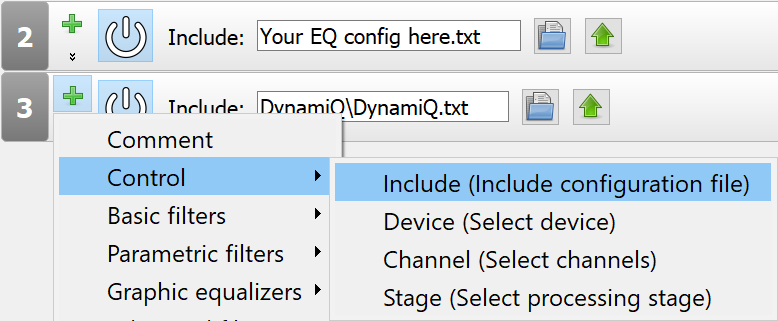 2 Include: Your EQ config here.txt
3 Include: DynamiQ\DynamiQ.txt
Comment
Control
Include (Include configuration file)
Basic filters
Device (Select device)
Parametric filters
Channel (Select channels)
Graphic equalizers
Stage (Select processing stage)